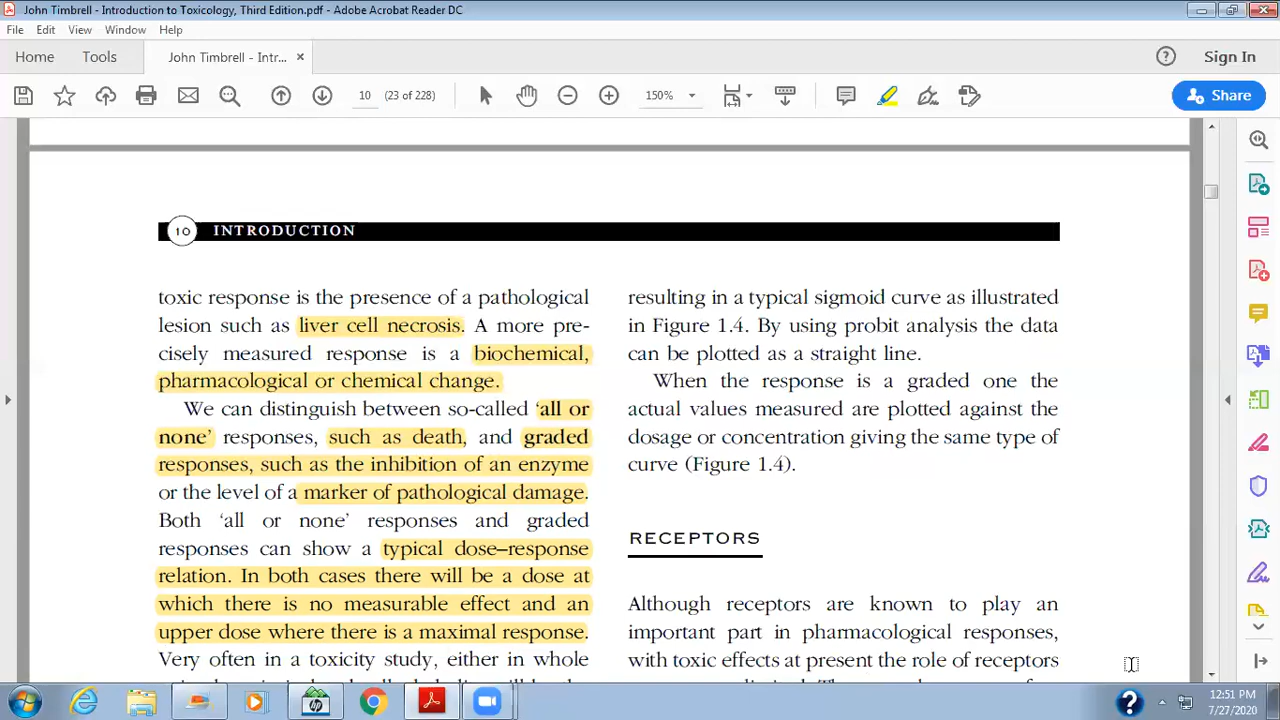 John Timbrell - Introduction to Toxicology, Third Edition.pdf - Adobe Acrobat Reader DC
File Edit View Window Help
Home Tools John Timbrell - Intr... × ? Sign In
10 (23 of 228) 150% Share
10 INTRODUCTION
toxic response is the presence of a pathological
lesion such as liver cell necrosis. A more pre-
cisely measured response is a biochemical,
pharmacological or chemical change.
We can distinguish between so-called ‘all or
none’ responses, such as death, and graded
responses, such as the inhibition of an enzyme
or the level of a marker of pathological damage.
Both ‘all or none’ responses and graded
responses can show a typical dose–response
relation. In both cases there will be a dose at
which there is no measurable effect and an
upper dose where there is a maximal response.
Very often in a toxicity study, either in whole
resulting in a typical sigmoid curve as illustrated
in Figure 1.4. By using probit analysis the data
can be plotted as a straight line.
When the response is a graded one the
actual values measured are plotted against the
dosage or concentration giving the same type of
curve (Figure 1.4).
RECEPTORS
Although receptors are known to play an
important part in pharmacological responses,
with toxic effects at present the role of receptors
12:51 PM
7/27/2020